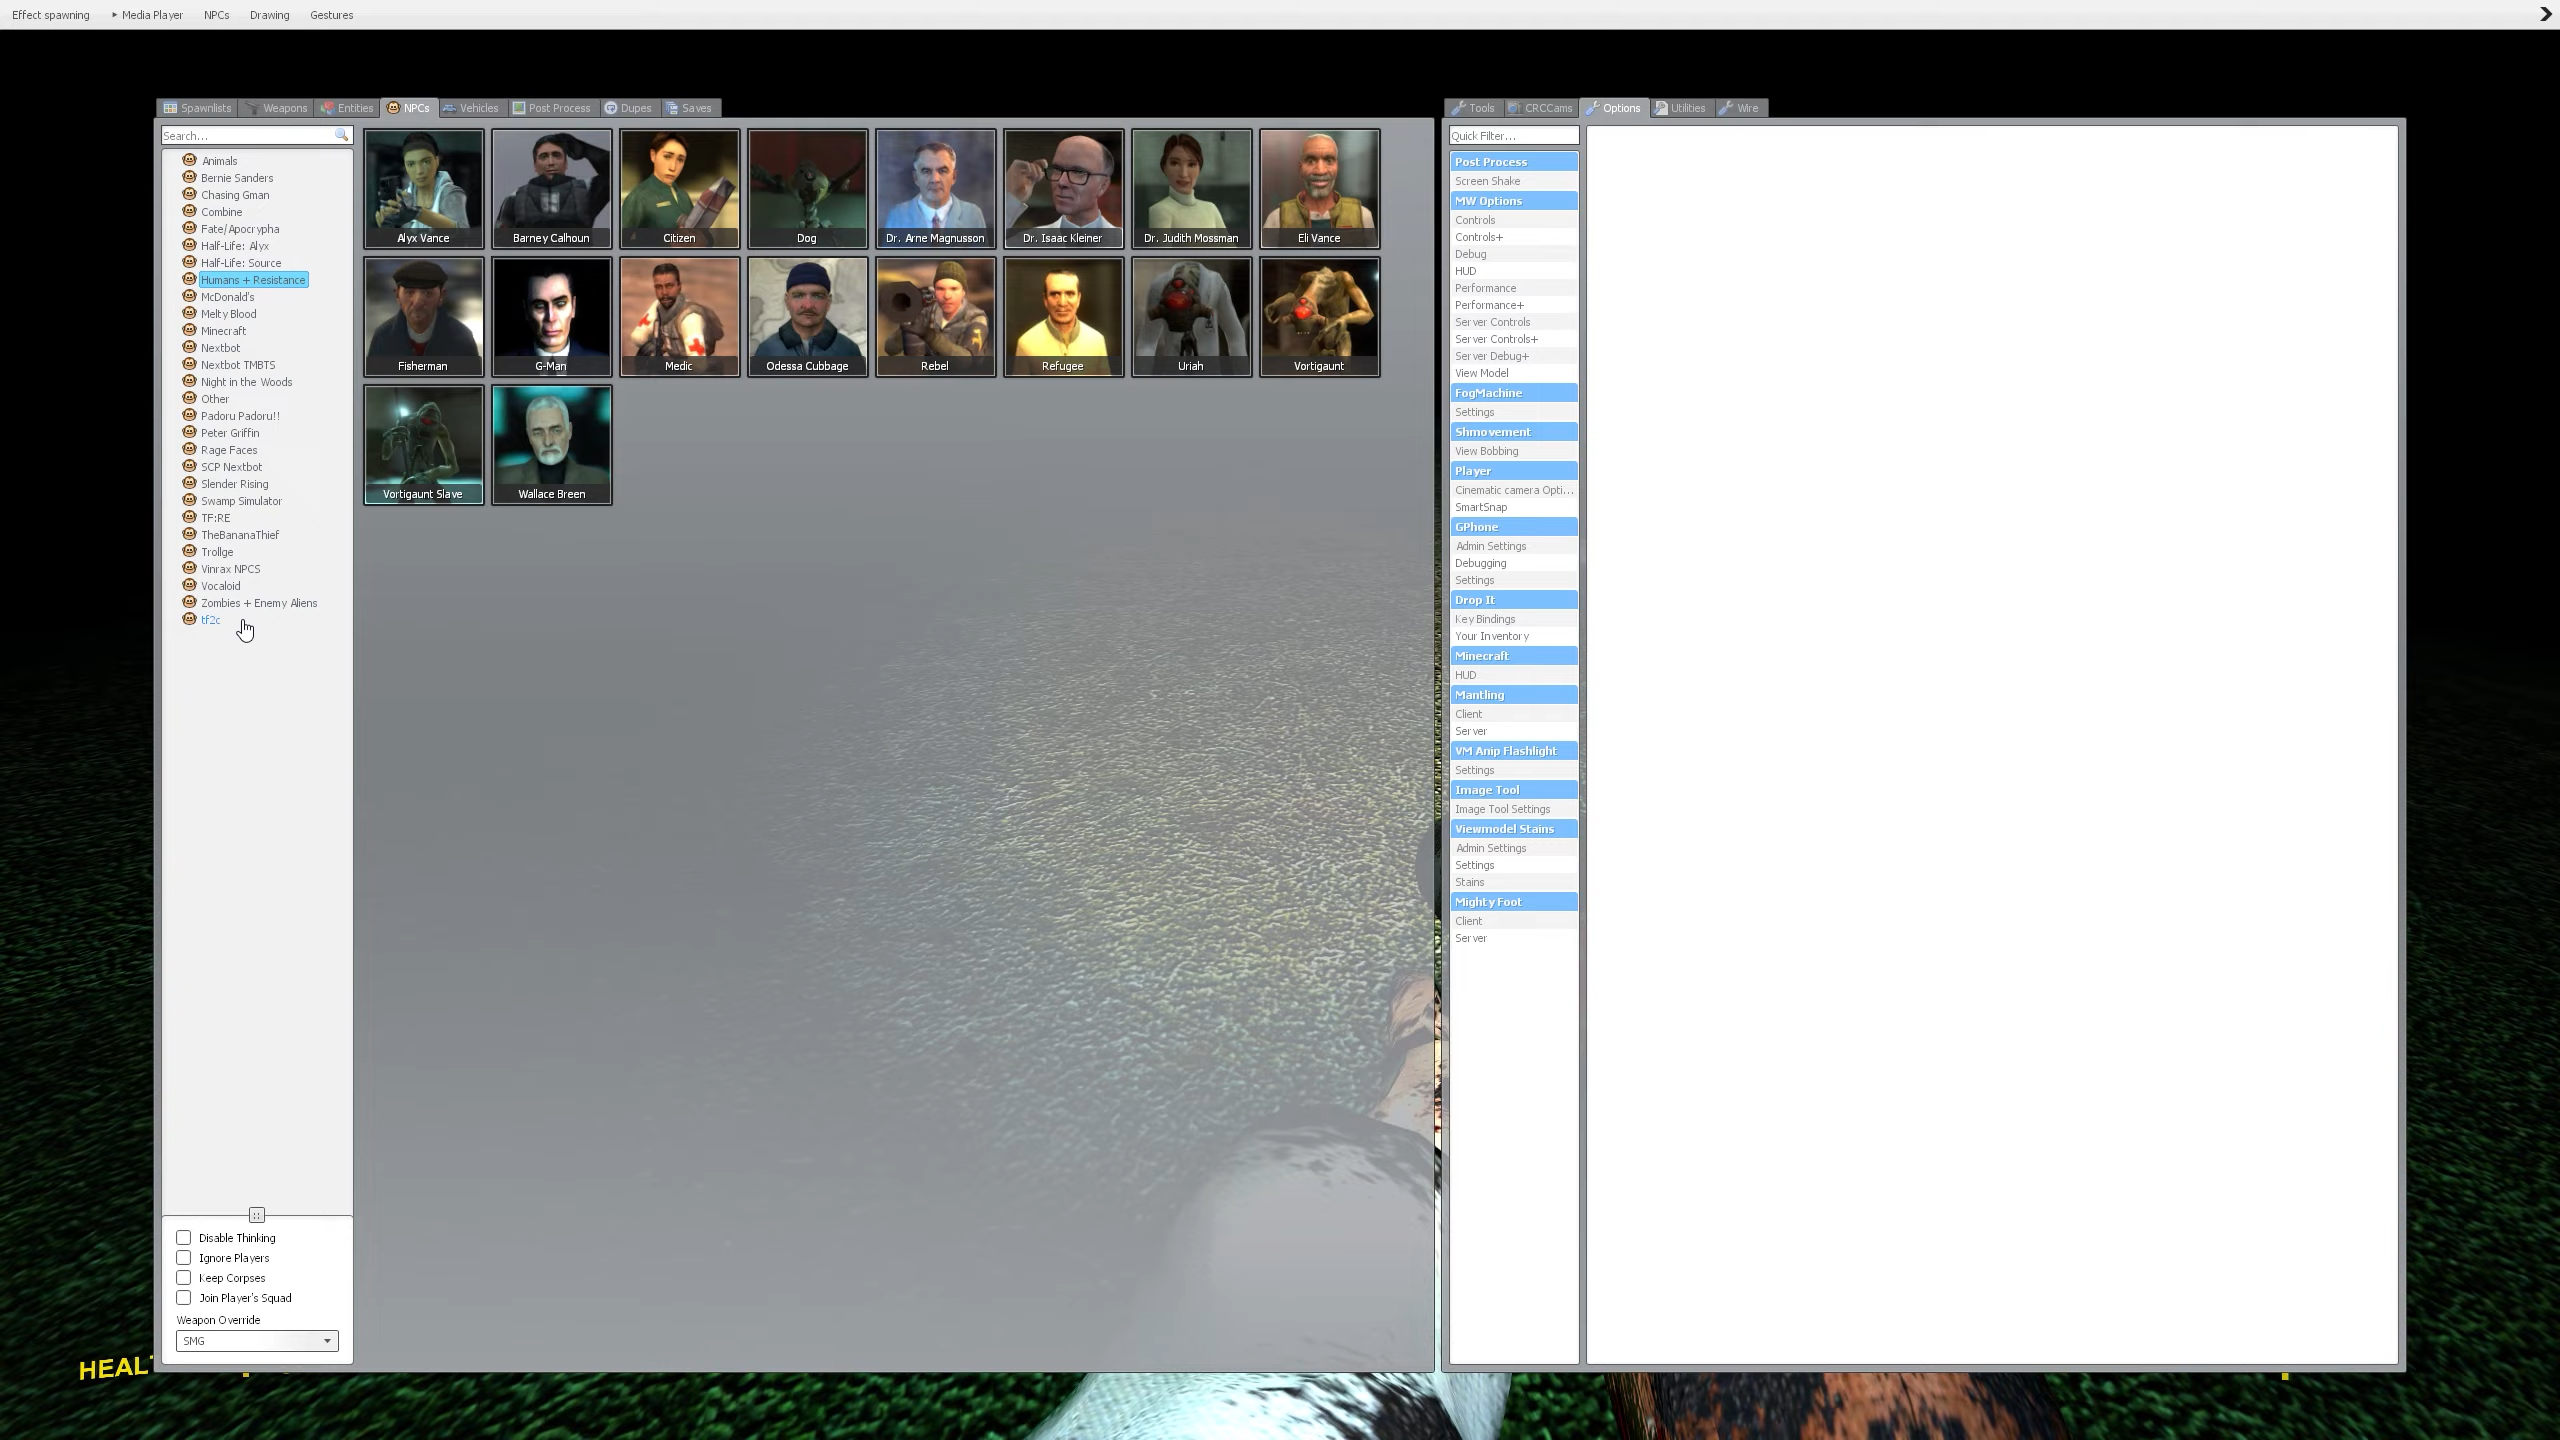 Effect spawning Media Player NPCs Drawing Gestures
Spawnlists Weapons Entities NPCs Vehicles Post Process Dupes Saves
Search...
Animals
Bernie Sanders
Chasing Gman
Combine
Fate/Apocrypha
Half-Life: Alyx
Half-Life: Source
Humans + Resistance
McDonald's
Melty Blood
Minecraft
Nextbot
Nextbot TMBTS
Night in the Woods
Other
Padoru Padoru!!
Peter Griffin
Rage Faces
SCP Nextbot
Slender Rising
Swamp Simulator
TF:RE
TheBananaThief
Trollge
Vinrax NPCS
Vocaloid
Zombies + Enemy Aliens
tf2c
Disable Thinking
Ignore Players
Keep Corpses
Join Player's Squad
Weapon Override
SMG
Alyx Vance Barney Calhoun Citizen Dog Dr. Arne Magnusson Dr. Isaac Kleiner Dr. Judith Mossman Eli Vance
Fisherman G-Man Medic Odessa Cubbage Rebel Refugee Uriah Vortigaunt
Vortigaunt Slave Wallace Breen
Tools CRCCams Options Utilities Wire
Quick Filter...
Post Process
Screen Shake
MW Options
Controls
Controls+
Debug
HUD
Performance
Performance+
Server Controls
Server Controls+
Server Debug+
View Model
FogMachine
Settings
Shmovement
View Bobbing
Player
Cinematic camera Opti...
SmartSnap
GPhone
Admin Settings
Debugging
Settings
Drop It
Key Bindings
Your Inventory
Minecraft
HUD
Mantling
Client
Server
VM Anip Flashlight
Settings
Image Tool
Image Tool Settings
Viewmodel Stains
Admin Settings
Settings
Stains
Mighty Foot
Client
Server
HEALT